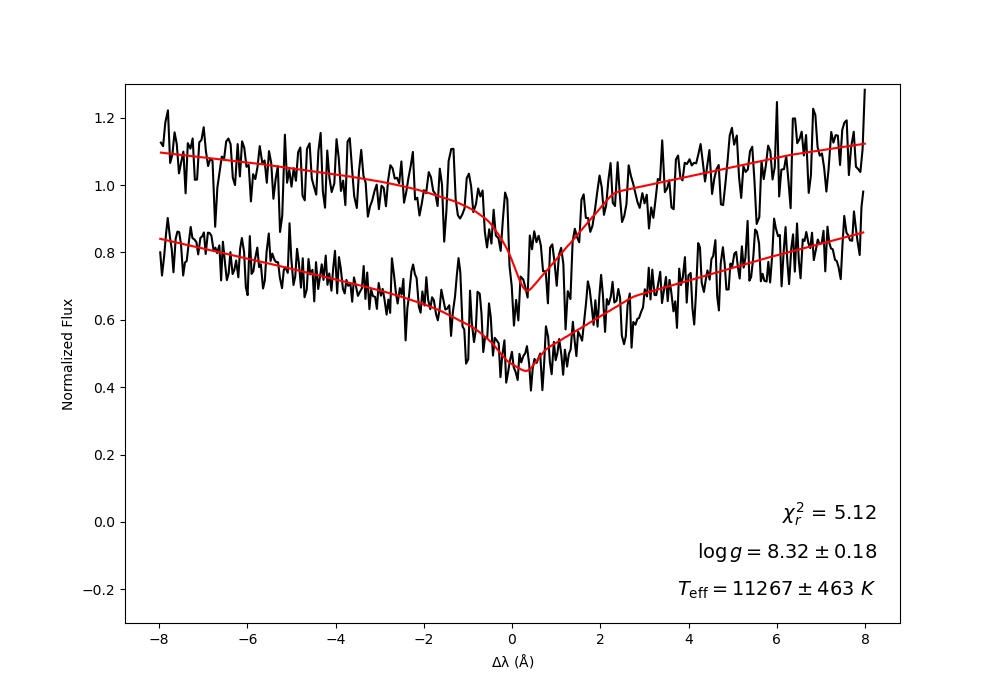 1.2
1.0
0.8
0.6
0.4
0.2
0.0
−0.2
Normalized Flux
χ²ᵣ = 5.12
log g = 8.32 ± 0.18
T_eff = 11267 ± 463 K
−8 −6 −4 −2 0 2 4 6 8
Δλ (Å)